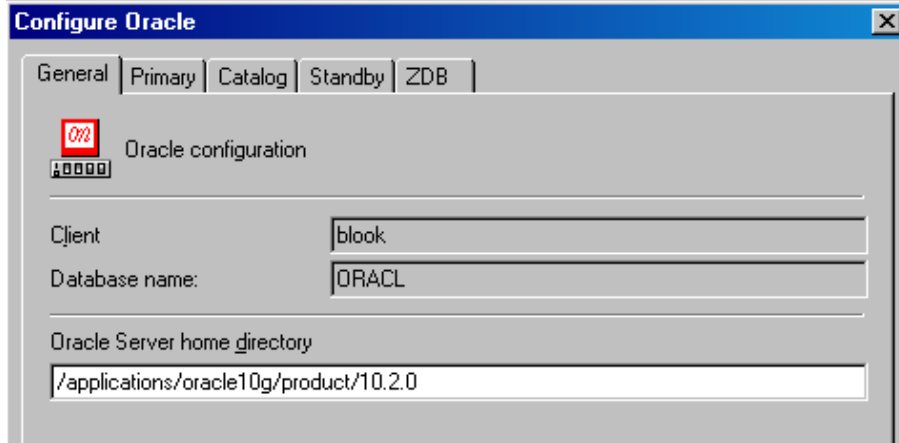 Configure Oracle
General Primary Catalog Standby ZDB
Oracle configuration
Client blook
Database name: ORACL
Oracle Server home directory
/applications/oracle10g/product/10.2.0